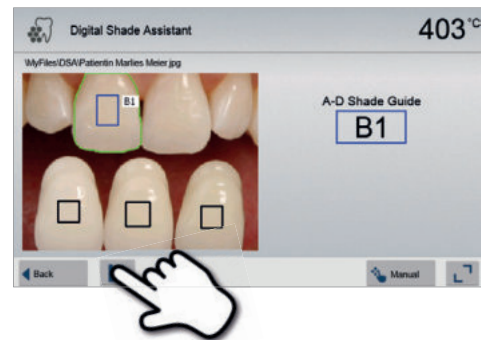 Digital Shade Assistant
403 °C
\MyFiles\DSA\Patientin Marlies Meier.jpg
B1
A-D Shade Guide
B1
Back
Manual